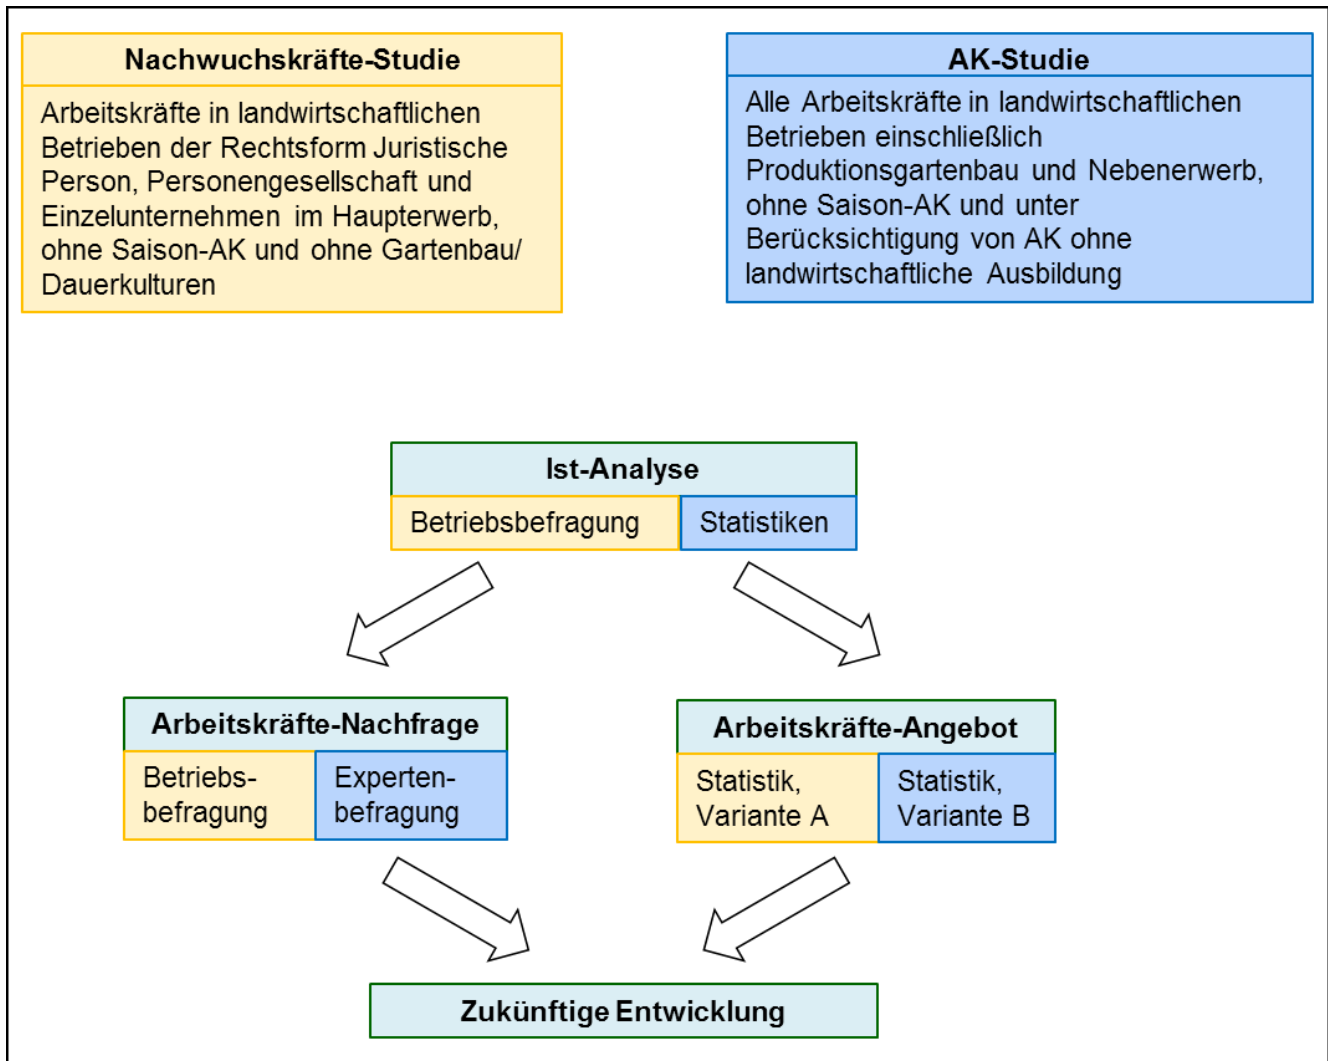 Nachwuchskräfte-Studie
Arbeitskräfte in landwirtschaftlichen
Betrieben der Rechtsform Juristische
Person, Personengesellschaft und
Einzelunternehmen im Haupterwerb,
ohne Saison-AK und ohne Gartenbau/
Dauerkulturen
AK-Studie
Alle Arbeitskräfte in landwirtschaftlichen
Betrieben einschließlich
Produktionsgartenbau und Nebenerwerb,
ohne Saison-AK und unter
Berücksichtigung von AK ohne
landwirtschaftliche Ausbildung
Ist-Analyse
Betriebsbefragung
Statistiken
Arbeitskräfte-Nachfrage
Betriebs-
befragung
Experten-
befragung
Arbeitskräfte-Angebot
Statistik,
Variante A
Statistik,
Variante B
Zukünftige Entwicklung